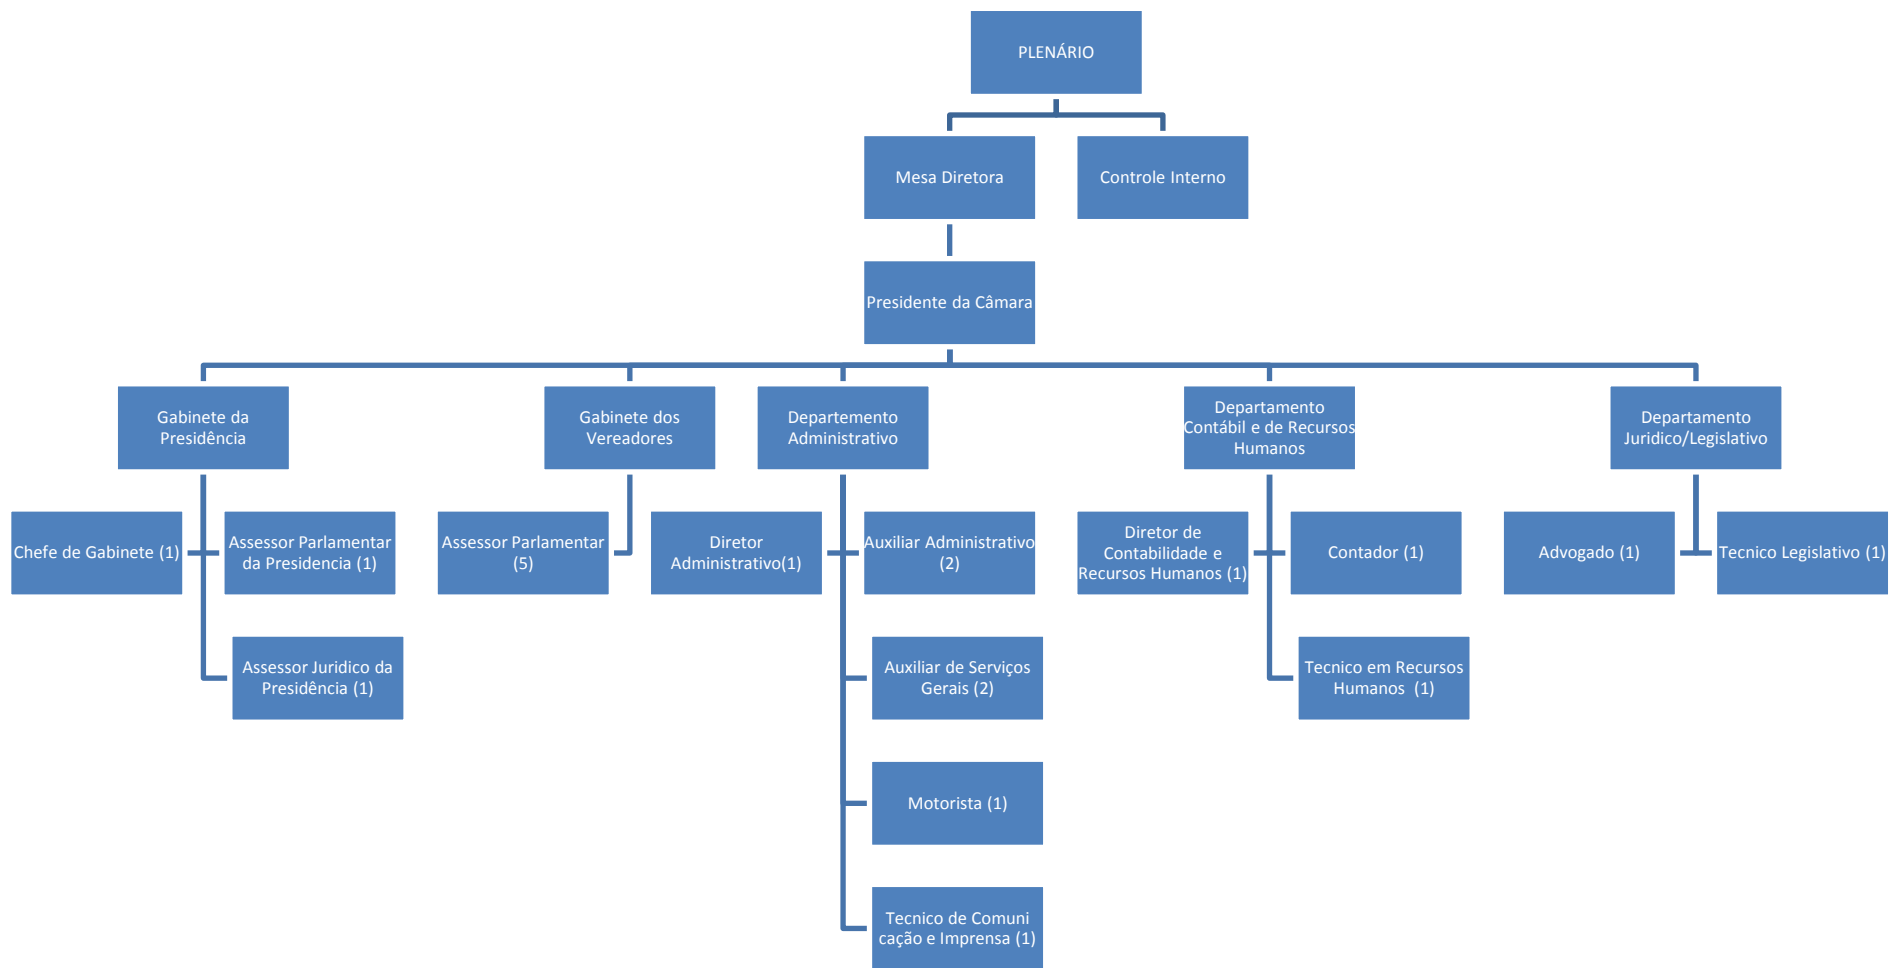 PLENÁRIO
Mesa Diretora
Controle Interno
Presidente da Câmara
Gabinete da
Presidência
Gabinete dos
Vereadores
Departemento
Administrativo
Departamento
Contábil e de Recursos
Humanos
Departamento
Juridico/Legislativo
Chefe de Gabinete (1)
Assessor Parlamentar
da Presidencia (1)
Assessor Parlamentar
(5)
Diretor
Administrativo(1)
Auxiliar Administrativo
(2)
Diretor de
Contabilidade e
Recursos Humanos (1)
Contador (1)
Advogado (1)
Tecnico Legislativo (1)
Assessor Juridico da
Presidência (1)
Auxiliar de Serviços
Gerais (2)
Tecnico em Recursos
Humanos  (1)
Motorista (1)
Tecnico de Comuni
cação e Imprensa (1)